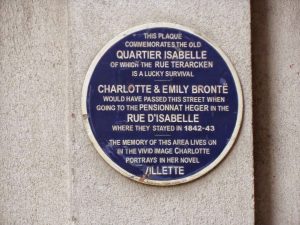 THIS PLAQUE
COMMEMORATES THE OLD
QUARTIER ISABELLE
OF WHICH THE RUE TERARCKEN
IS A LUCKY SURVIVAL
CHARLOTTE & EMILY BRONTË
WOULD HAVE PASSED THIS STREET WHEN
GOING TO THE PENSIONNAT HEGER IN THE
RUE D'ISABELLE
WHERE THEY STAYED IN 1842-43
THE MEMORY OF THIS AREA LIVES ON
IN THE VIVID IMAGE CHARLOTTE
PORTRAYS IN HER NOVEL
VILLETTE